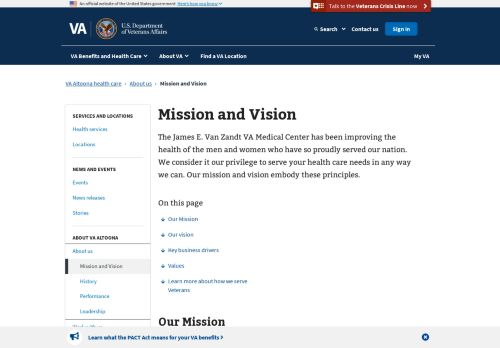 An official website of the United States government Here's how you know
Talk to the Veterans Crisis Line now
VA
U.S. Department
of Veterans Affairs
Search
Contact us
Sign in
VA Benefits and Health Care
About VA
Find a VA Location
My VA
VA Altoona health care › About us › Mission and Vision
SERVICES AND LOCATIONS
Health services
Locations
NEWS AND EVENTS
Events
News releases
Stories
ABOUT VA ALTOONA
About us
Mission and Vision
History
Performance
Leadership
Mission and Vision
The James E. Van Zandt VA Medical Center has been improving the
health of the men and women who have so proudly served our nation.
We consider it our privilege to serve your health care needs in any way
we can. Our mission and vision embody these principles.
On this page
Our Mission
Our vision
Key business drivers
Values
Learn more about how we serve
Veterans
Our Mission
Learn what the PACT Act means for your VA benefits